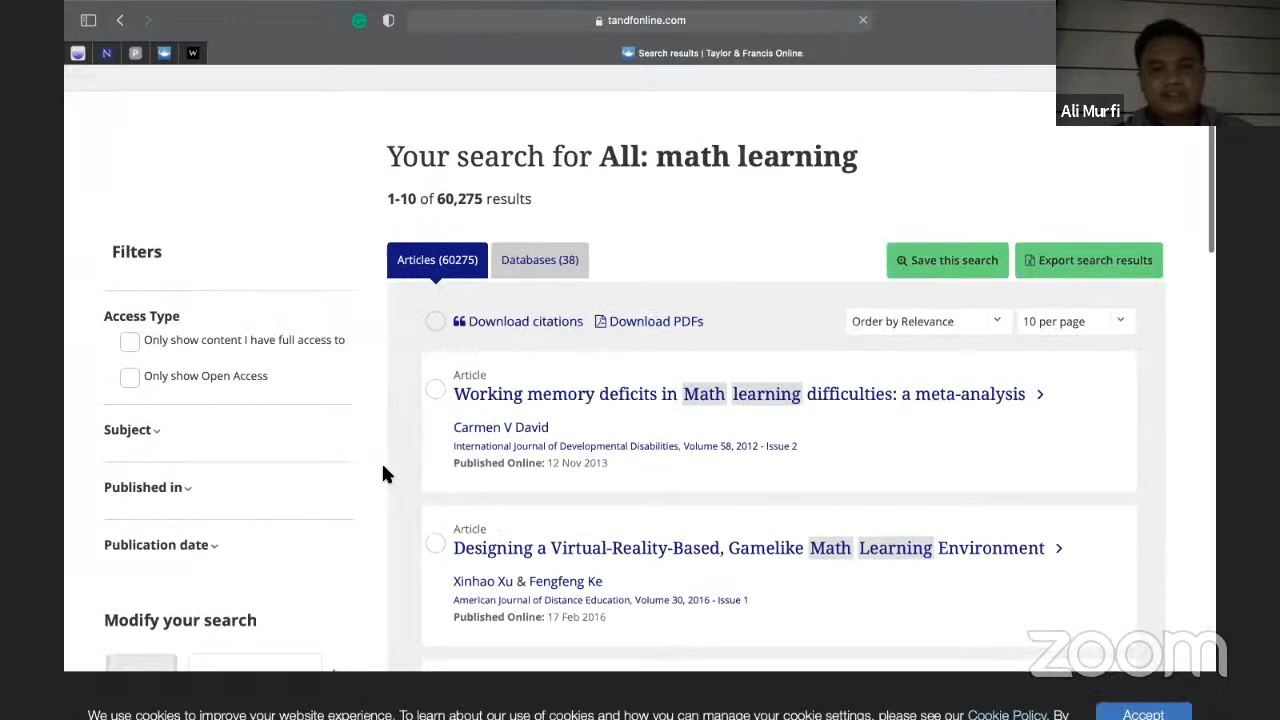 tandfonline.com
N
P
W
Search results | Taylor & Francis Online
Ali Murfi
Your search for All: math learning
1-10 of 60,275 results
Filters
Articles (60275)
Databases (38)
Save this search
Export search results
Access Type
Only show content I have full access to
Only show Open Access
Subject
Published in
Publication date
Modify your search
Download citations
Download PDFs
Order by Relevance
10 per page
Article
Working memory deficits in Math learning difficulties: a meta-analysis
Carmen V David
International Journal of Developmental Disabilities, Volume 58, 2012 - Issue 2
Published Online: 12 Nov 2013
Article
Designing a Virtual-Reality-Based, Gamelike Math Learning Environment
Xinhao Xu & Fengfeng Ke
American Journal of Distance Education, Volume 30, 2016 - Issue 1
Published Online: 17 Feb 2016
zoom
We use cookies to improve your website experience. To learn about our use of cookies and how you can manage your cookie settings, please see our Cookie Policy. By
Accept